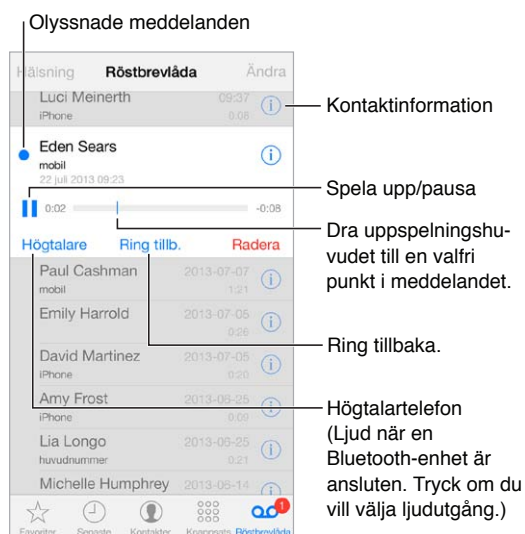 Olyssnade meddelanden
Hälsning Röstbrevlåda Ändra
Luci Meinerth 09:37
iPhone 0:08
Kontaktinformation
Eden Sears
mobil
22 juli 2013 09:23
Spela upp/pausa
0:02 -0:08
Dra uppspelningshu-
vudet till en valfri
punkt i meddelandet.
Högtalare Ring tillb. Radera
Paul Cashman 2013-07-07
mobil 1:21
Emily Harrold 2013-07-05
0:26
David Martinez 2013-07-05
iPhone 0:20
Ring tillbaka.
Amy Frost 2013-06-25
iPhone 0:09
Högtalartelefon
(Ljud när en
Bluetooth-enhet är
ansluten. Tryck om du
vill välja ljudutgång.)
Lia Longo 2013-06-25
huvudnummer 0:21
Michelle Humphrey 2013-06-14
1
Favoriter Senaste Kontakter Knappsats Röstbrevlåda